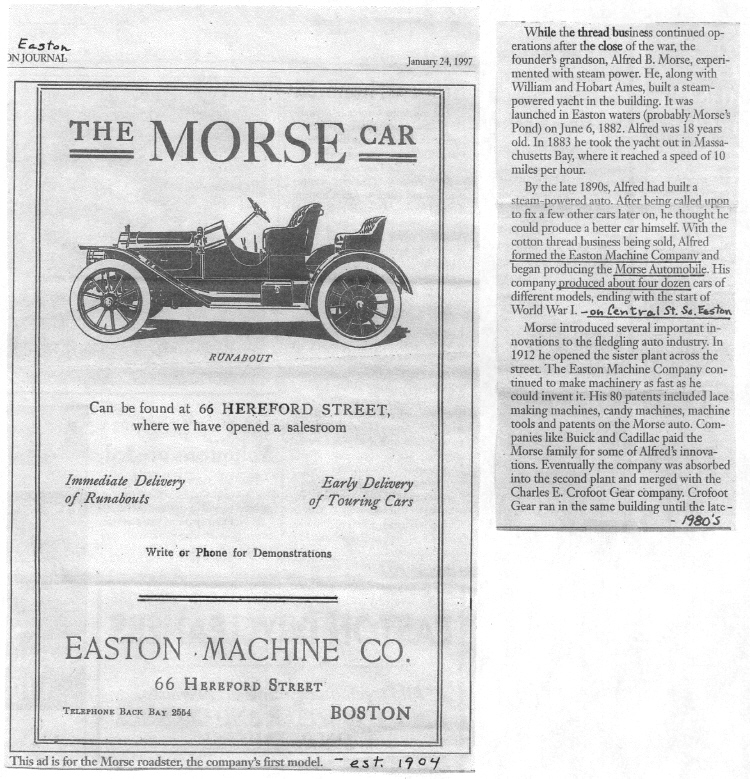 Easton
ON JOURNAL
January 24, 1997
THE MORSE CAR
RUNABOUT
Can be found at 66 HEREFORD STREET,
where we have opened a salesroom
Immediate Delivery
of Runabouts
Early Delivery
of Touring Cars
Write or Phone for Demonstrations
EASTON MACHINE CO.
66 HEREFORD STREET
TELEPHONE BACK BAY 2554
BOSTON
This ad is for the Morse roadster, the company's first model. - est. 1904
While the thread business continued op-
erations after the close of the war, the
founder's grandson, Alfred B. Morse, experi-
mented with steam power. He, along with
William and Hobart Ames, built a steam-
powered yacht in the building. It was
launched in Easton waters (probably Morse's
Pond) on June 6, 1882. Alfred was 18 years
old. In 1883 he took the yacht out in Massa-
chusetts Bay, where it reached a speed of 10
miles per hour.
By the late 1890s, Alfred had built a
steam-powered auto. After being called upon
to fix a few other cars later on, he thought he
could produce a better car himself. With the
cotton thread business being sold, Alfred
formed the Easton Machine Company and
began producing the Morse Automobile. His
company produced about four dozen cars of
different models, ending with the start of
World War I. - on Central St. So. Easton
Morse introduced several important in-
novations to the fledgling auto industry. In
1912 he opened the sister plant across the
street. The Easton Machine Company con-
tinued to make machinery as fast as he
could invent it. His 80 patents included lace
making machines, candy machines, machine
tools and patents on the Morse auto. Com-
panies like Buick and Cadillac paid the
Morse family for some of Alfred's innova-
tions. Eventually the company was absorbed
into the second plant and merged with the
Charles E. Crofoot Gear company. Crofoot
Gear ran in the same building until the late -
- 1980's